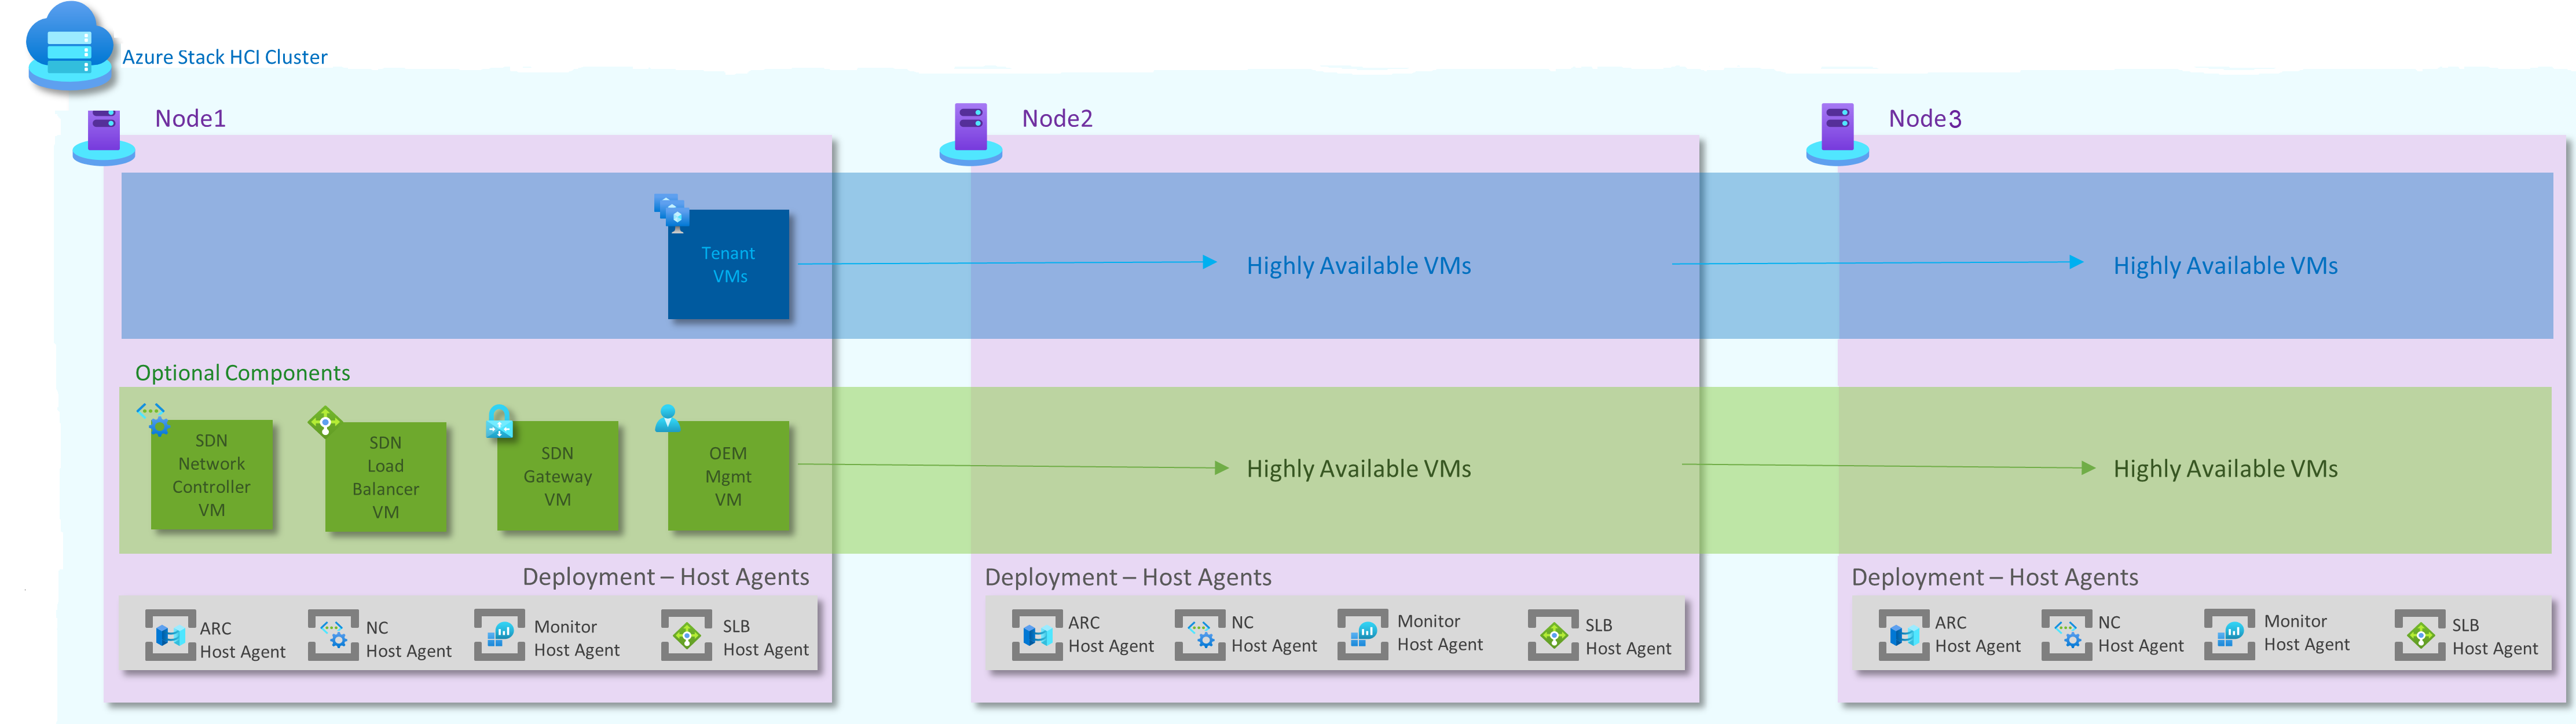 Azure Stack HCI Cluster
Node1
Node2
Node3
Tenant
VMs
Highly Available VMs
Highly Available VMs
Optional Components
SDN
Network
Controller
VM
SDN
Load
Balancer
VM
SDN
Gateway
VM
OEM
Mgmt
VM
Highly Available VMs
Highly Available VMs
Deployment – Host Agents
ARC
Host Agent
NC
Host Agent
Monitor
Host Agent
SLB
Host Agent
Deployment – Host Agents
ARC
Host Agent
NC
Host Agent
Monitor
Host Agent
SLB
Host Agent
Deployment – Host Agents
ARC
Host Agent
NC
Host Agent
Monitor
Host Agent
SLB
Host Agent